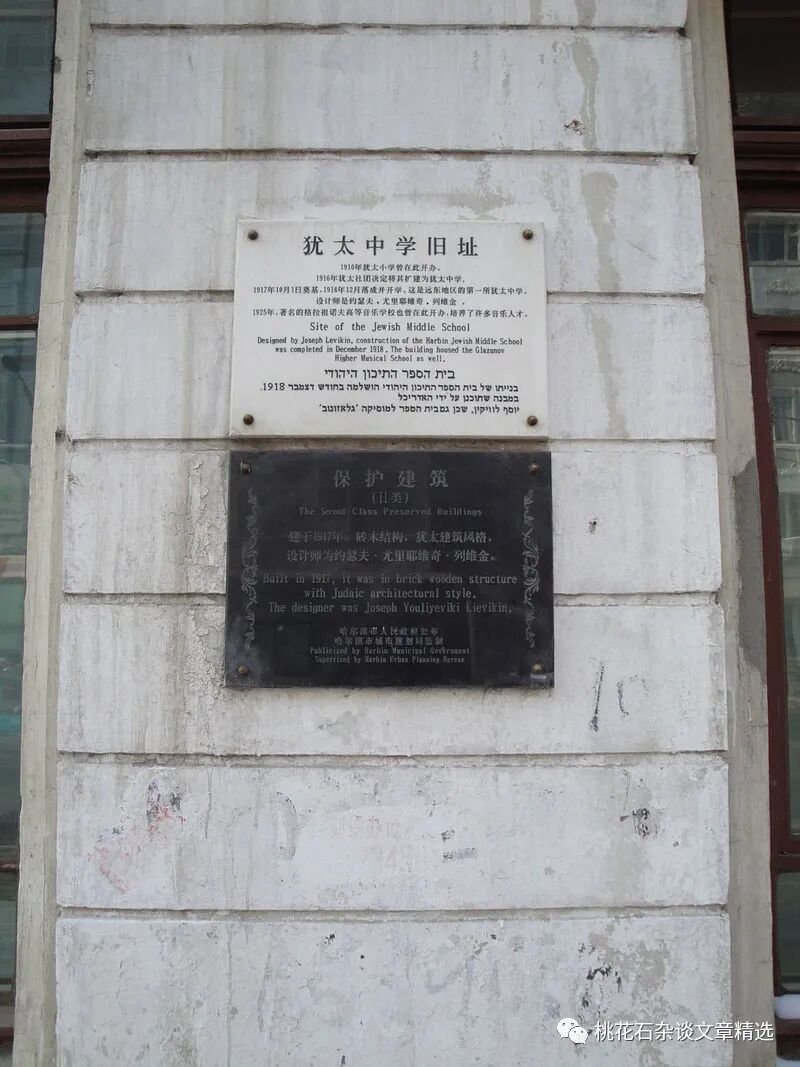 犹太中学旧址
1910年犹太小学曾在此开办。
1916年犹太社团决定将其扩建为犹太中学。
1917年10月1日奠基，1918年12月落成并开学。这是远东地区的第一所犹太中学。
设计师是约瑟夫．尤里耶维奇．列维金 。
1925年，著名的格拉祖诺夫高等音乐学校也曾在此开办，培养了许多音乐人才。
Site of the Jewish Middle School
Designed by Joseph Levikin, construction of the Harbin Jewish Middle School
was completed in December 1918. The building housed the Glazunov
Higher Musical School as well.
בית הספר התיכון היהודי
בנייתו של בית הספר התיכון היהודי הושלמה בחודש דצמבר 1918.
במבנה שתוכנן על ידי האדריכל
יוסף לוויקין, שכן גם בית הספר למוסיקה 'גלאזונוב'
保护建筑
（II类）
The Second Class Preserved Buildings
建于1917年。砖木结构，犹太建筑风格，
设计师为约瑟夫·尤里耶维奇·列维金。
Built in 1917, it was in brick wooden structure
with Judaic architectural style.
The designer was Joseph Youliyeviki Lievikin.
哈尔滨市人民政府公布
哈尔滨市城市规划局监制
Publicized by Harbin Municipal Government
Supervised by Harbin Urban Planning Bureau
桃花石杂谈文章精选